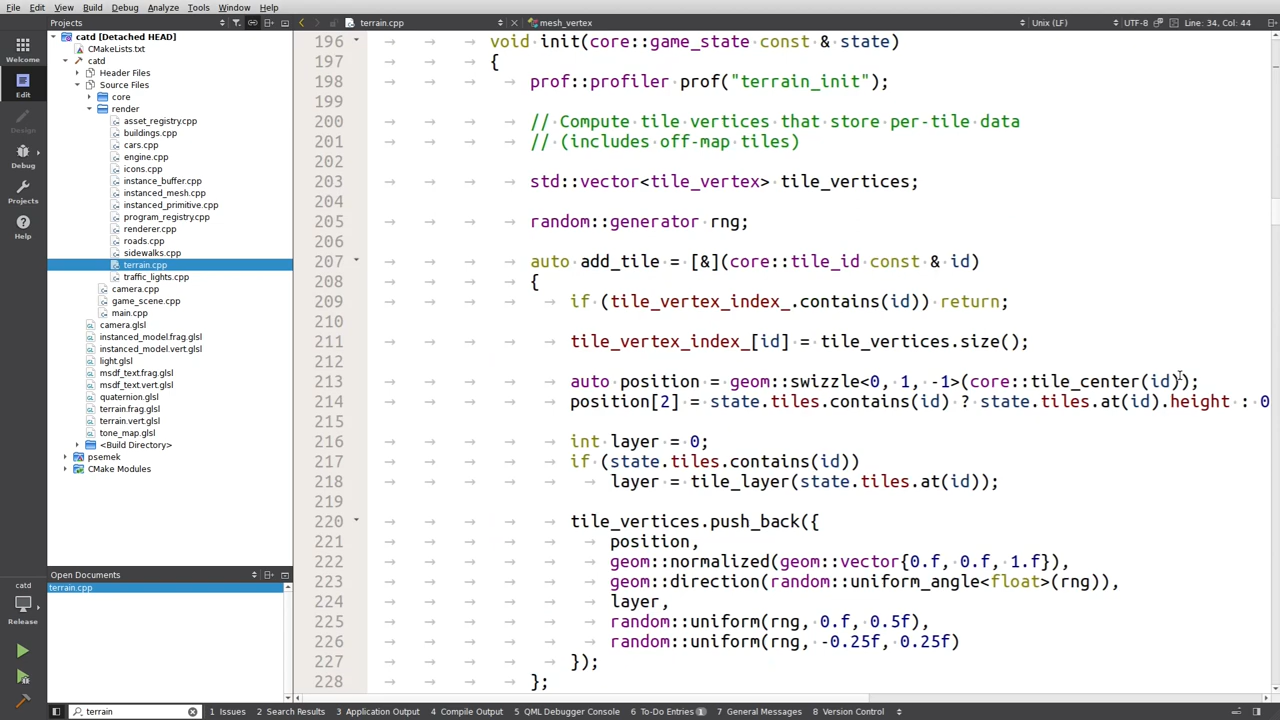 File Edit View Build Debug Analyze Tools Window Help
Projects
terrain.cpp
mesh_vertex
Unix (LF)
UTF-8
Line: 34, Col: 44
Welcome
Edit
Design
Debug
Projects
Help
catd
Release
catd [Detached HEAD]
CMakeLists.txt
catd
Header Files
Source Files
core
render
asset_registry.cpp
buildings.cpp
cars.cpp
engine.cpp
icons.cpp
instance_buffer.cpp
instanced_mesh.cpp
instanced_primitive.cpp
program_registry.cpp
renderer.cpp
roads.cpp
sidewalks.cpp
terrain.cpp
traffic_lights.cpp
camera.cpp
game_scene.cpp
main.cpp
camera.glsl
instanced_model.frag.glsl
instanced_model.vert.glsl
light.glsl
msdf_text.frag.glsl
msdf_text.vert.glsl
quaternion.glsl
terrain.frag.glsl
terrain.vert.glsl
tone_map.glsl
<Build Directory>
psemek
CMake Modules
Open Documents
terrain.cpp
196 void init(core::game_state const & state)
197 {
198 prof::profiler prof("terrain_init");
199
200 // Compute tile vertices that store per-tile data
201 // (includes off-map tiles)
202
203 std::vector<tile_vertex> tile_vertices;
204
205 random::generator rng;
206
207 auto add_tile = [&](core::tile_id const & id)
208 {
209 if (tile_vertex_index_.contains(id)) return;
210
211 tile_vertex_index_[id] = tile_vertices.size();
212
213 auto position = geom::swizzle<0, 1, -1>(core::tile_center(id));
214 position[2] = state.tiles.contains(id) ? state.tiles.at(id).height : 0
215
216 int layer = 0;
217 if (state.tiles.contains(id))
218 layer = tile_layer(state.tiles.at(id));
219
220 tile_vertices.push_back({
221 position,
222 geom::normalized(geom::vector{0.f, 0.f, 1.f}),
223 geom::direction(random::uniform_angle<float>(rng)),
224 layer,
225 random::uniform(rng, 0.f, 0.5f),
226 random::uniform(rng, -0.25f, 0.25f)
227 });
228 };
terrain
1 Issues
2 Search Results
3 Application Output
4 Compile Output
5 QML Debugger Console
6 To-Do Entries 1
7 General Messages
8 Version Control